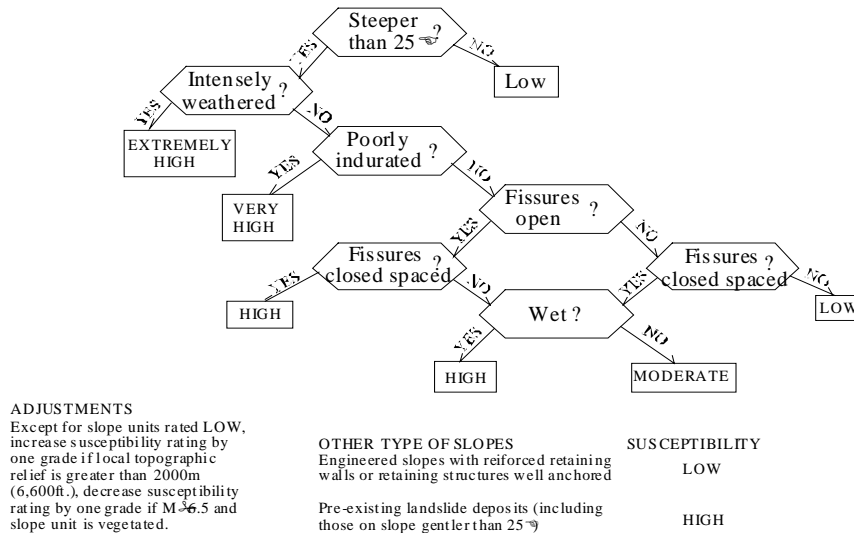 Steeper
than 25 ?
YES
NO
Intensely
weathered ?
Low
YES
NO
EXTREMELY
HIGH
Poorly
indurated ?
YES
NO
VERY
HIGH
Fissures
open ?
YES
NO
Fissures
closed spaced ?
Fissures ?
closed spaced
YES
NO
YES
NO
HIGH
Wet ?
LOW
YES
NO
HIGH
MODERATE
ADJUSTMENTS
Except for slope units rated LOW,
increase susceptibility rating by
one grade if local topographic
relief is greater than 2000m
(6,600ft.), decrease susceptibility
rating by one grade if M 6.5 and
slope unit is vegetated.
OTHER TYPE OF SLOPES
SUSCEPTIBILITY
Engineered slopes with reiforced retaining
walls or retaining structures well anchored
LOW
Pre-existing landslide deposits (including
those on slope gentler than 25 )
HIGH